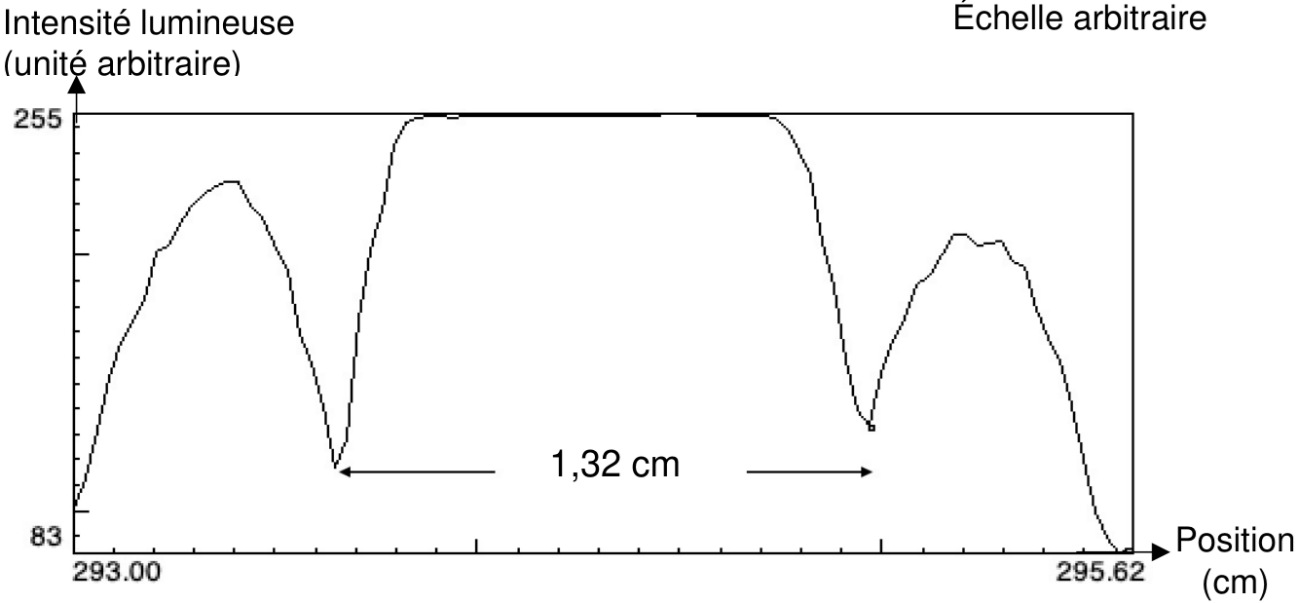 Intensité lumineuse
(unité arbitraire)
Échelle arbitraire
255
1,32 cm
83
293.00
295.62
Position
(cm)